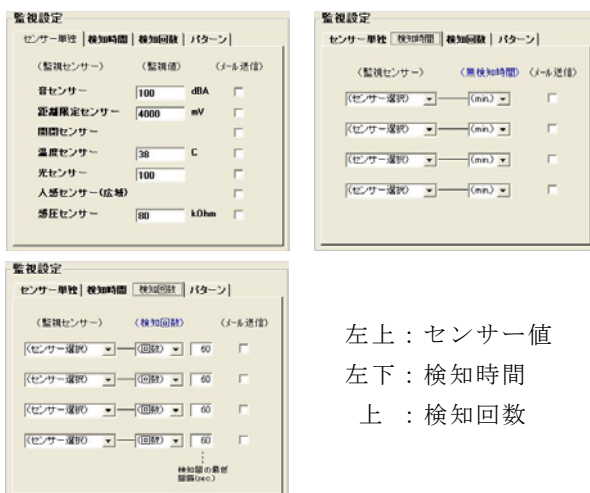 監視設定
センサー単独 検知時間 検知回数 パターン
(監視センサー) (監視値) (メール送信)
音センサー 100 dBA
距離限定センサー 4000 mV
開閉センサー
温度センサー 38 C
光センサー 100
人感センサー(広域)
感圧センサー 80 kOhm
監視設定
センサー単独 検知時間 検知回数 パターン
(監視センサー) (無検知時間) (メール送信)
(センサー選択) (min.)
(センサー選択) (min.)
(センサー選択) (min.)
(センサー選択) (min.)
監視設定
センサー単独 検知時間 検知回数 パターン
(監視センサー) (検知回数) (メール送信)
(センサー選択) (回数) 60
(センサー選択) (回数) 60
(センサー選択) (回数) 60
(センサー選択) (回数) 60
検知間の最低
間隔(sec.)
左上：センサー値
左下：検知時間
上：検知回数